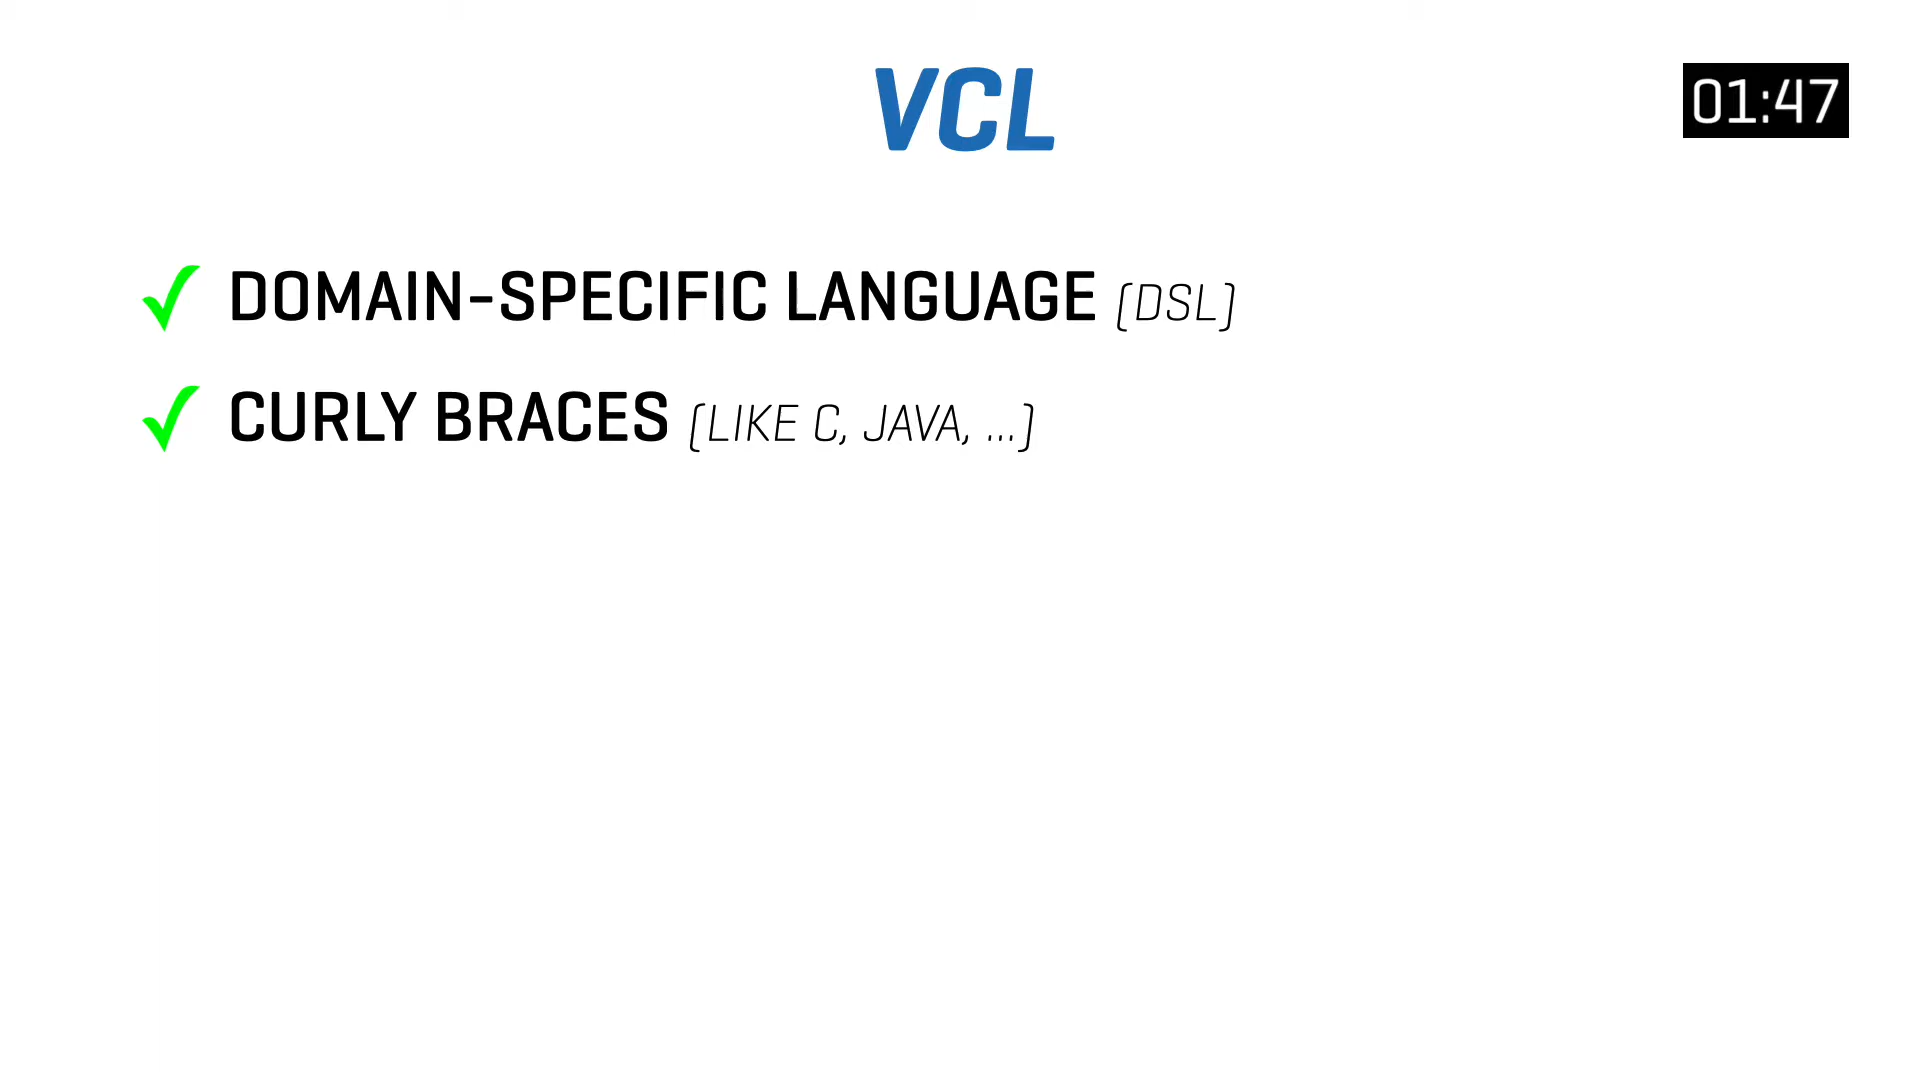 VCL
01:47
✓ DOMAIN-SPECIFIC LANGUAGE (DSL)
✓ CURLY BRACES (LIKE C, JAVA, ...)